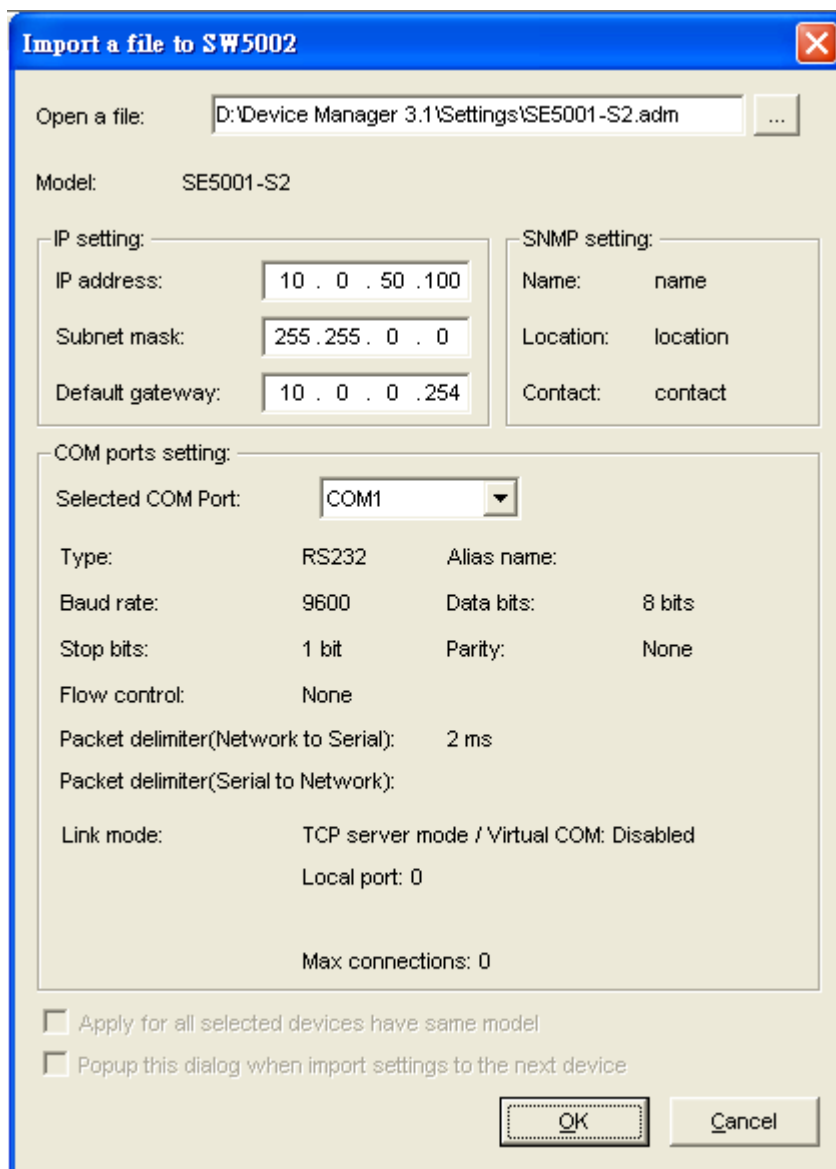 Import a file to SW5002
Open a file: D:\Device Manager 3.1\Settings\SE5001-S2.adm ...
Model: SE5001-S2
IP setting:
IP address: 10 . 0 . 50 .100
Subnet mask: 255.255. 0 . 0
Default gateway: 10 . 0 . 0 .254
SNMP setting:
Name: name
Location: location
Contact: contact
COM ports setting:
Selected COM Port: COM1
Type: RS232 Alias name:
Baud rate: 9600 Data bits: 8 bits
Stop bits: 1 bit Parity: None
Flow control: None
Packet delimiter(Network to Serial): 2 ms
Packet delimiter(Serial to Network):
Link mode: TCP server mode / Virtual COM: Disabled
Local port: 0
Max connections: 0
Apply for all selected devices have same model
Popup this dialog when import settings to the next device
OK Cancel